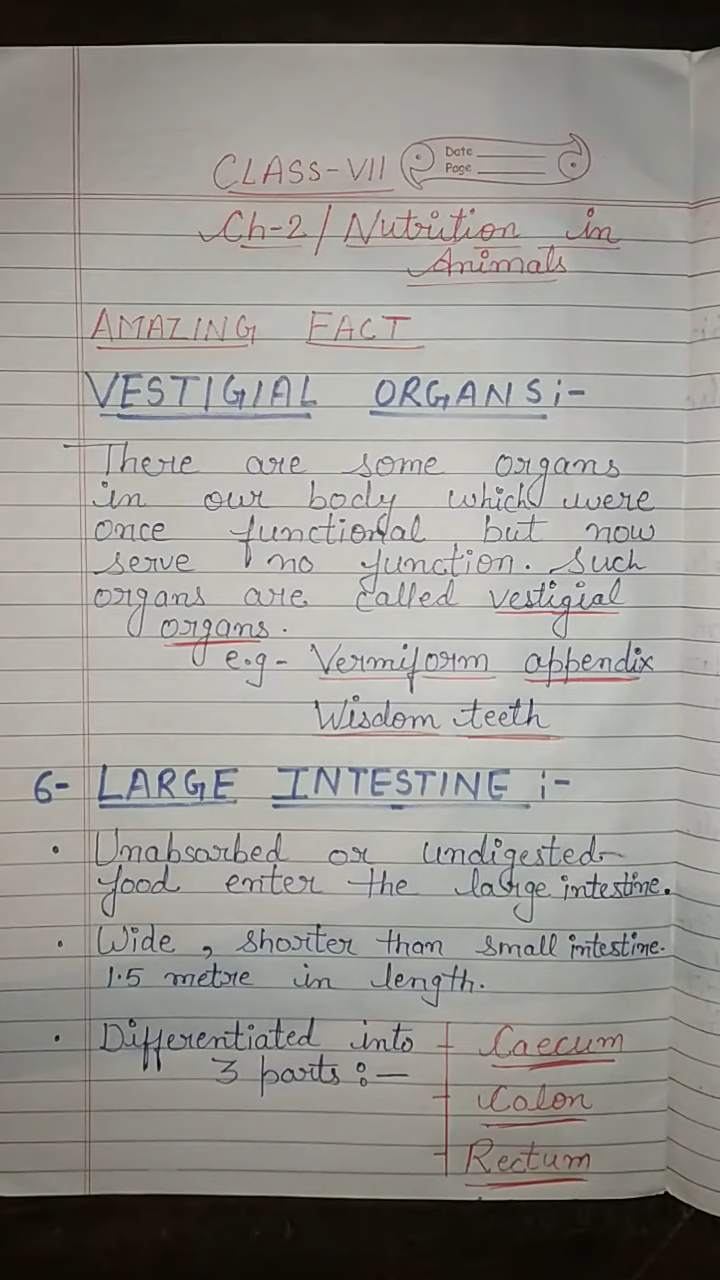 CLASS-VII
Date
Page
Ch-2/ Nutrition in
Animals
AMAZING FACT
VESTIGIAL ORGANS:-
There are some organs
in our body which were
once functional but now
serve no function. Such
organs are called vestigial
organs.
e.g- Vermiform appendix
Wisdom teeth
6- LARGE INTESTINE :-
• Unabsorbed or undigested
food enter the large intestine.
• Wide, shorter than small intestine.
1.5 metre in length.
• Differentiated into
3 parts :-
Caecum
Colon
Rectum